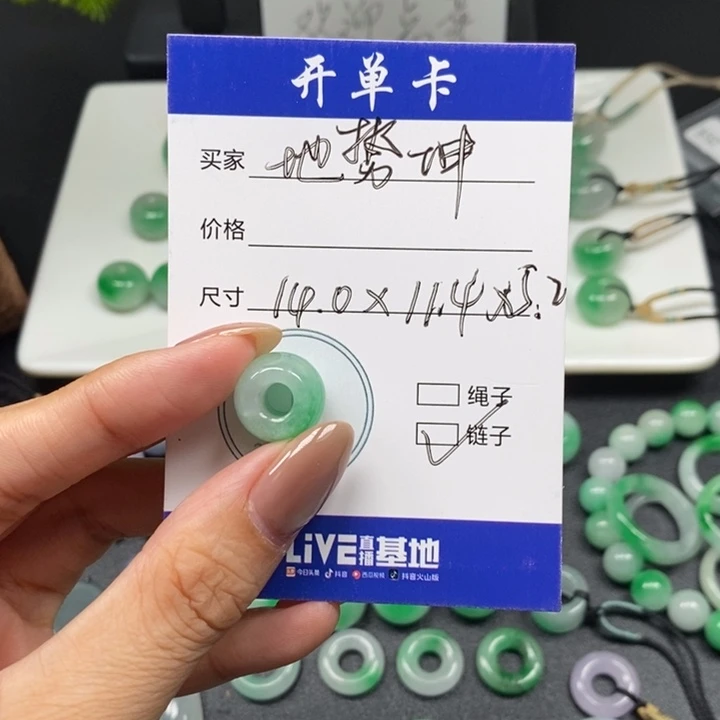 欢迎
开单卡
买家 地 坤
价格
尺寸 14.0×11.4×5.2
绳子
链子
LiVE直播基地
今日头条 抖音 西瓜视频 抖音火山版